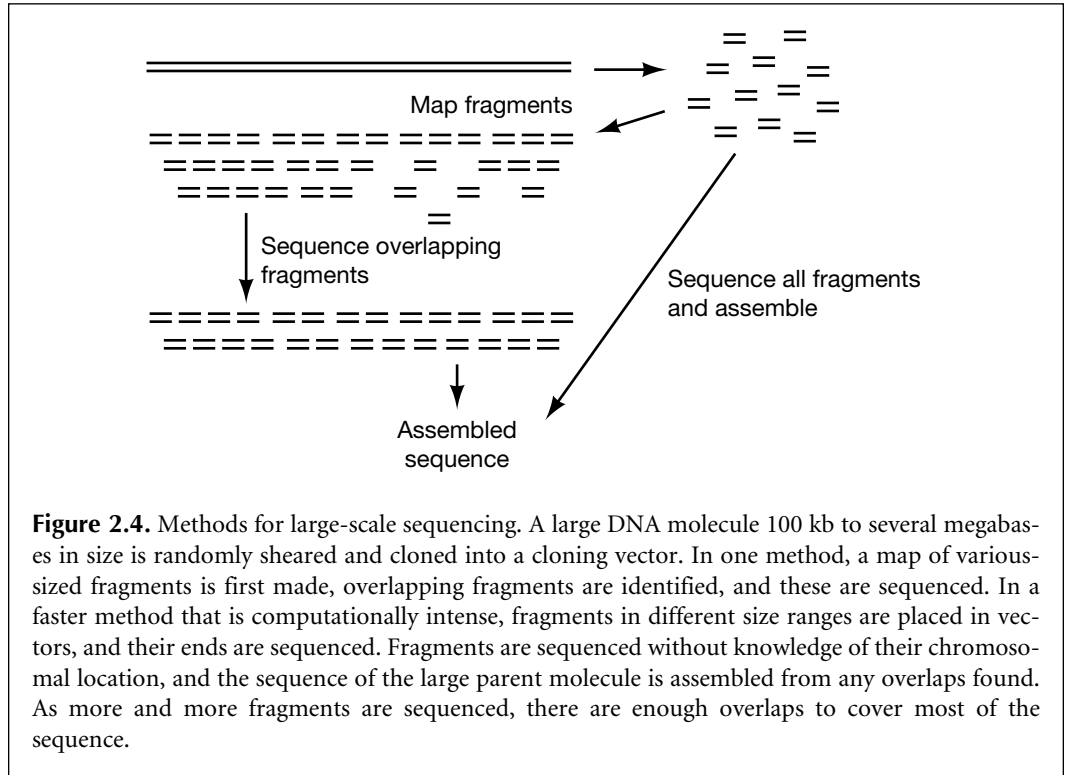 Map fragments
Sequence overlapping
fragments
Sequence all fragments
and assemble
Assembled
sequence
Figure 2.4. Methods for large-scale sequencing. A large DNA molecule 100 kb to several megabas-
es in size is randomly sheared and cloned into a cloning vector. In one method, a map of various-
sized fragments is first made, overlapping fragments are identified, and these are sequenced. In a
faster method that is computationally intense, fragments in different size ranges are placed in vec-
tors, and their ends are sequenced. Fragments are sequenced without knowledge of their chromoso-
mal location, and the sequence of the large parent molecule is assembled from any overlaps found.
As more and more fragments are sequenced, there are enough overlaps to cover most of the
sequence.